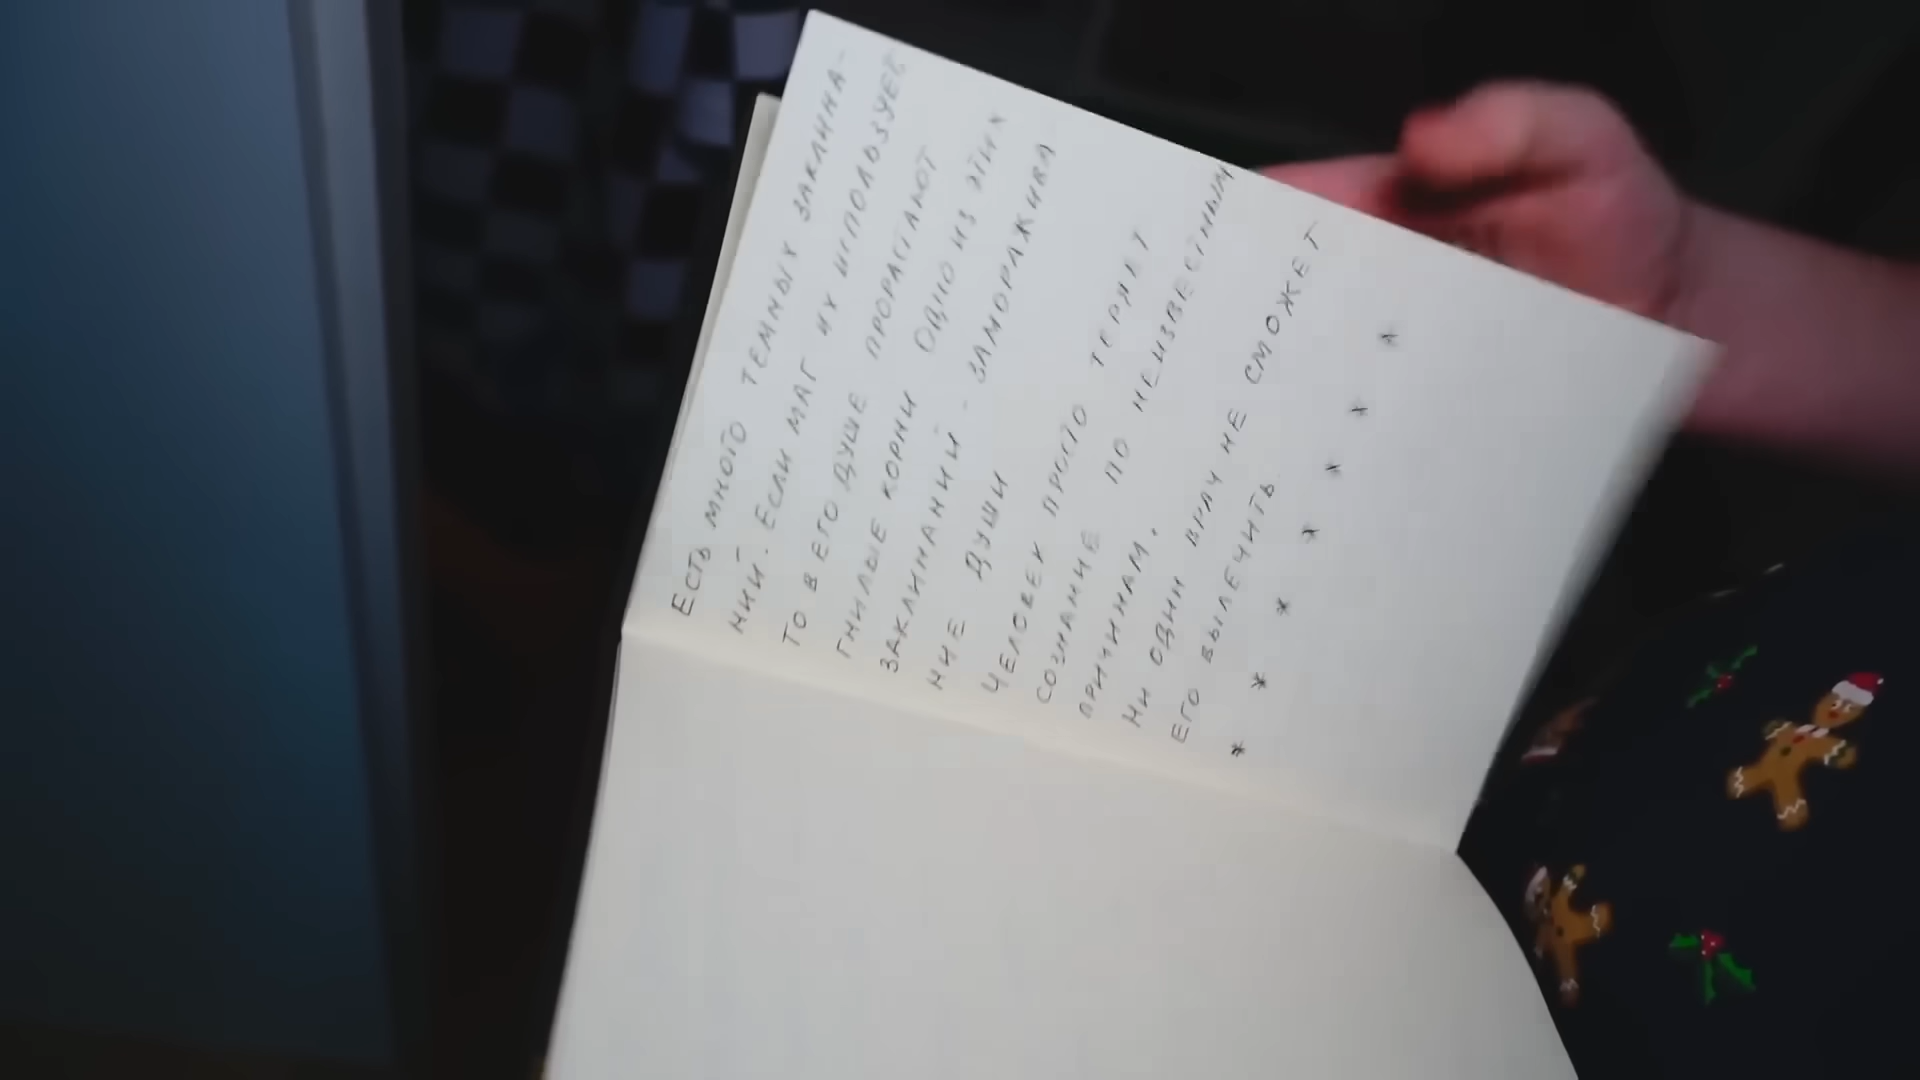 ЕСТЬ МНОГО ТЕМНЫХ ЗАКЛИНА-
НИЙ. ЕСЛИ МАГ ИХ ИСПОЛЬЗУЕТ
ТО В ЕГО ДУШЕ ПРОРАСТАЮТ
ГНИЛЫЕ КОРНИ ОДНО ИЗ ЭТИХ
ЗАКЛИНАНИЙ - ЗАМОРАЖИВА
НИЕ ДУШИ
ЧЕЛОВЕК ПРОСТО ТЕРЯЕТ
СОЗНАНИЕ ПО НЕИЗВЕСТНЫМ
ПРИЧИНАМ.
НИ ОДИН ВРАЧ НЕ СМОЖЕТ
ЕГО ВЫЛЕЧИТЬ
* * * * * * *